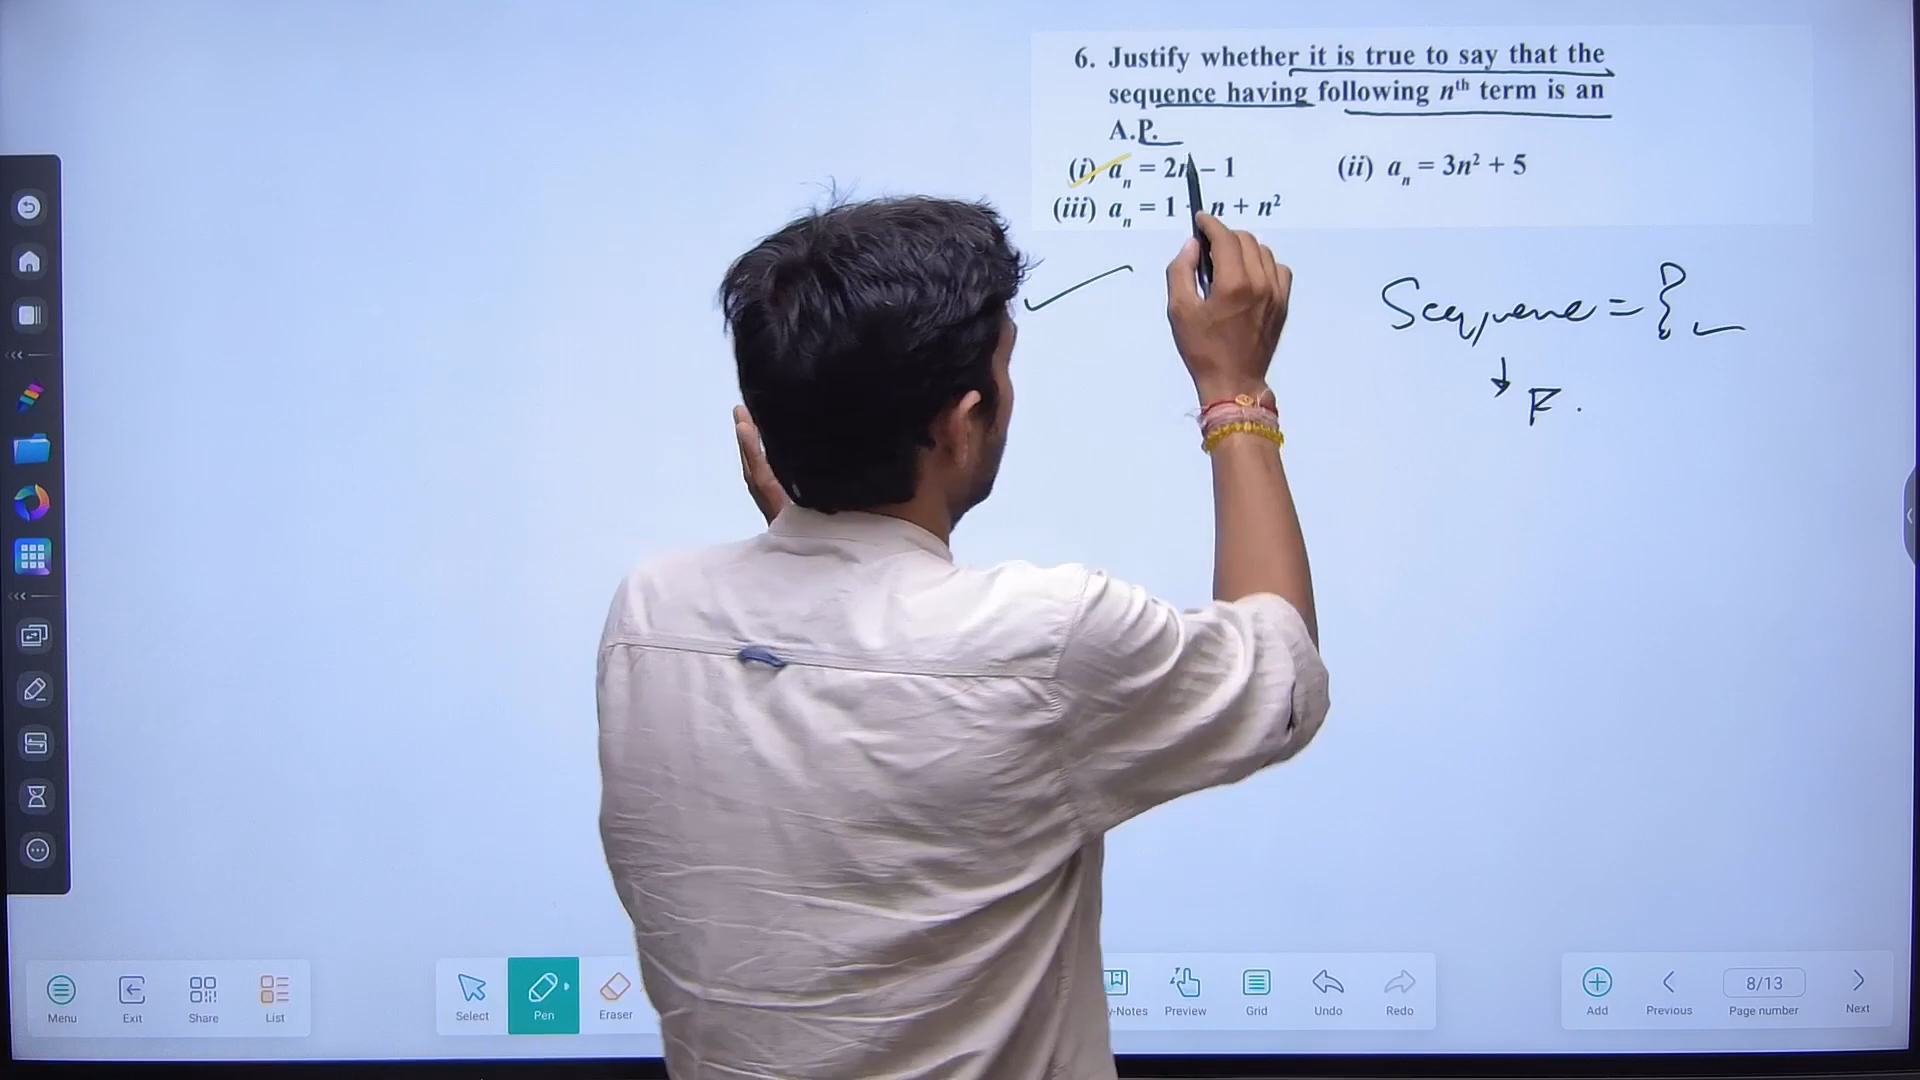 6. Justify whether it is true to say that the
sequence having following nth term is an
A.P.
(i) an = 2n – 1 (ii) an = 3n² + 5
(iii) an = 1 n + n²
Sequene = {
F.
Menu
Exit
Share
List
Select
Pen
Eraser
y-Notes
Preview
Grid
Undo
Redo
Add
Previous
8/13
Page number
Next